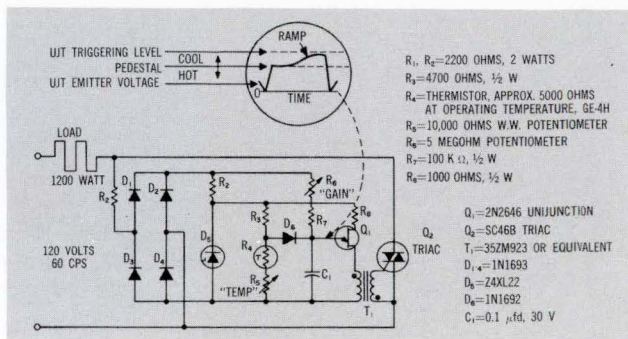 UJT TRIGGERING LEVEL
PEDESTAL
UJT EMITTER VOLTAGE
COOL
HOT
RAMP
0
TIME
R₁, R₂=2200 OHMS, 2 WATTS
R₃=4700 OHMS, ½ W
R₄=THERMISTOR, APPROX. 5000 OHMS
AT OPERATING TEMPERATURE, GE-4H
R₅=10,000 OHMS W.W. POTENTIOMETER
R₆=5 MEGOHM POTENTIOMETER
R₇=100 K Ω, ½ W
R₈=1000 OHMS, ½ W
Q₁=2N2646 UNIJUNCTION
Q₂=SC46B TRIAC
T₁=35ZM923 OR EQUIVALENT
D₁₋₄=1N1693
D₅=Z4XL22
D₆=1N1692
C₁=0.1 μfd, 30 V
LOAD
1200 WATT
R₂
D₁
D₂
R₂
R₆
"GAIN"
R₃
D₆
R₇
R₈
Q₁
Q₂
TRIAC
120 VOLTS
60 CPS
D₃
D₄
D₅
R₄
T
R₅
"TEMP"
C₁
T₁